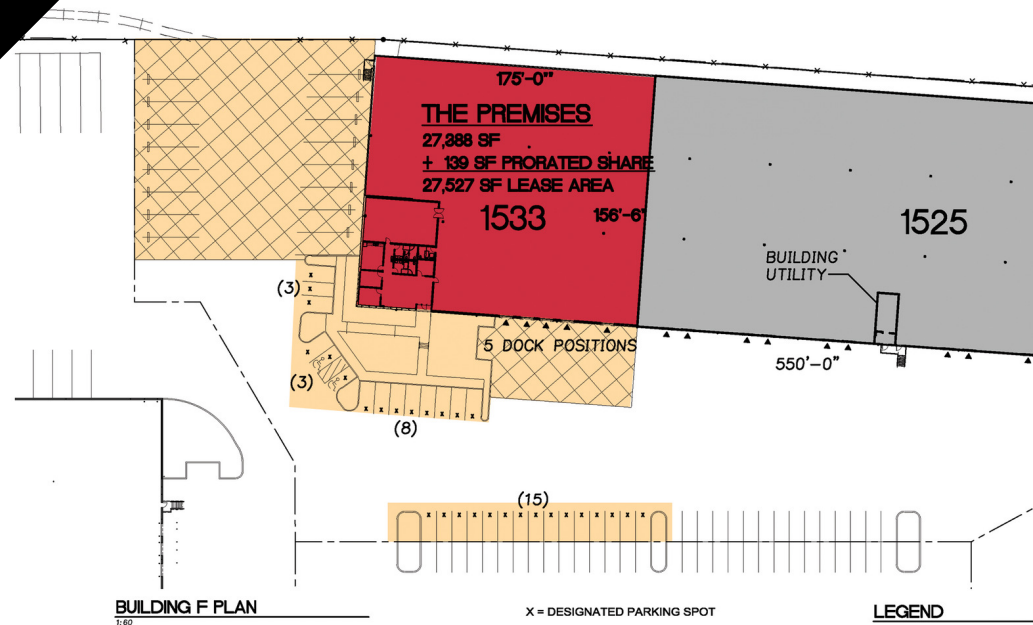 175'-0"
THE PREMISES
27,388 SF
+ 139 SF PRORATED SHARE
27,527 SF LEASE AREA
1533
156'-6"
1525
BUILDING
UTILITY
(3)
5 DOCK POSITIONS
550'-0"
(3)
(8)
(15)
BUILDING F PLAN
1:60
X = DESIGNATED PARKING SPOT
LEGEND